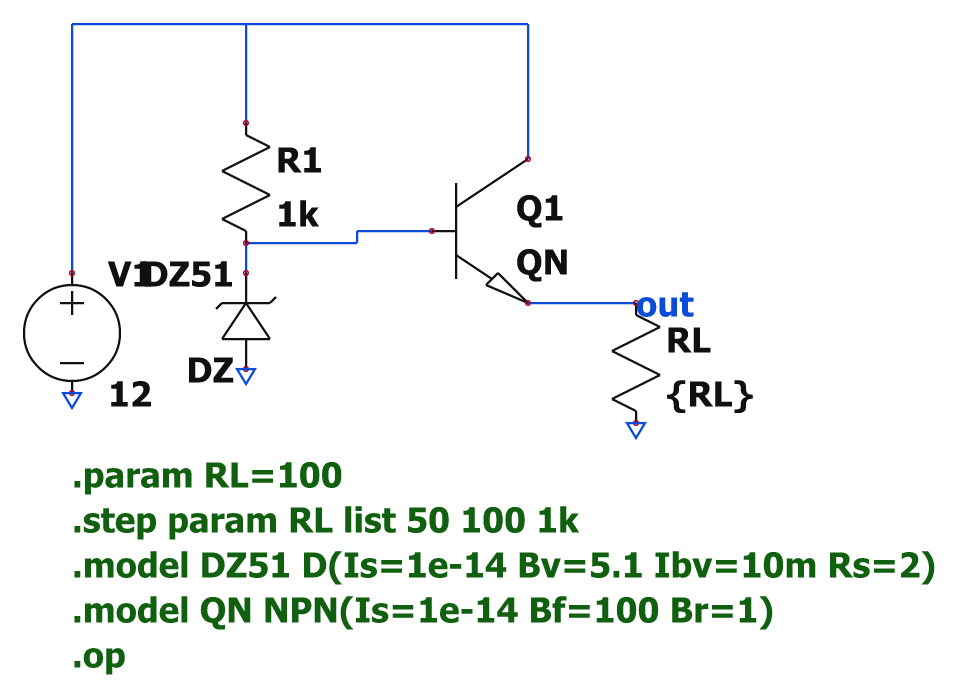 R1
1k
V1
DZ51
DZ
12
Q1
QN
out
RL
{RL}
.param RL=100
.step param RL list 50 100 1k
.model DZ51 D(Is=1e-14 Bv=5.1 Ibv=10m Rs=2)
.model QN NPN(Is=1e-14 Bf=100 Br=1)
.op